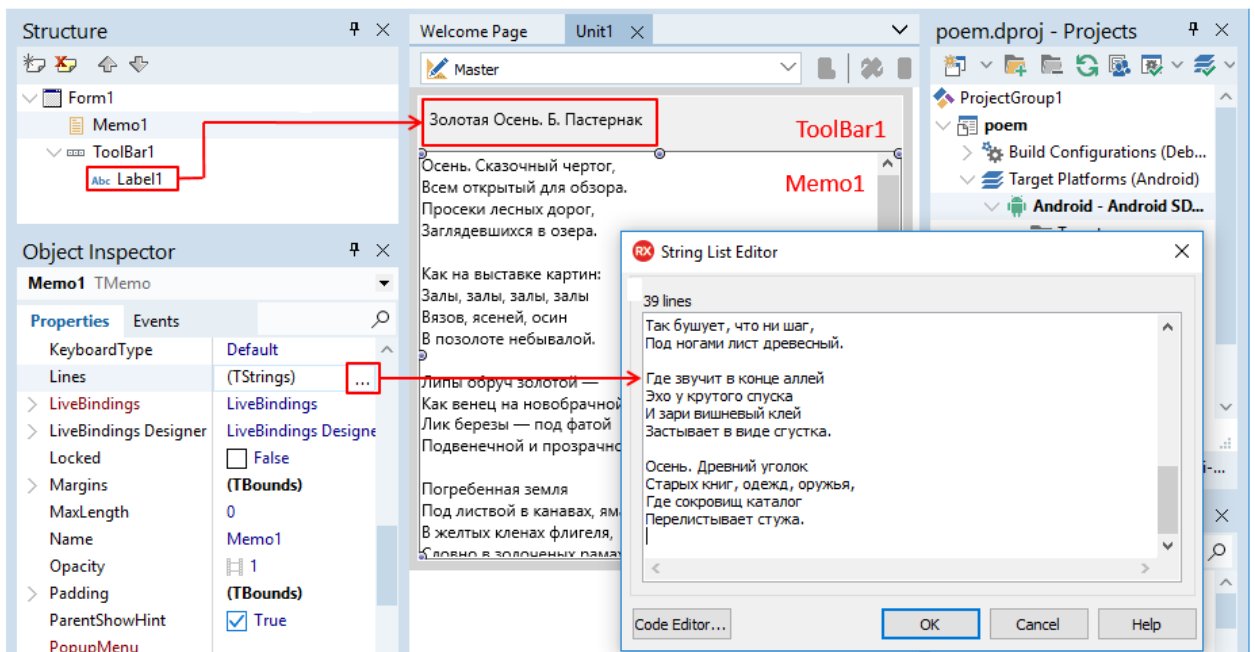 Structure
Form1
Memo1
ToolBar1
Abc Label1
Object Inspector
Memo1 TMemo
Properties Events
KeyboardType Default
Lines (TStrings) ...
LiveBindings LiveBindings
LiveBindings Designer LiveBindings Designe
Locked False
Margins (TBounds)
MaxLength 0
Name Memo1
Opacity 1
Padding (TBounds)
ParentShowHint True
PopupMenu
Welcome Page Unit1
Master
Золотая Осень. Б. Пастернак
ToolBar1
Memo1
Осень. Сказочный чертог,
Всем открытый для обзора.
Просеки лесных дорог,
Заглядевшихся в озера.
Как на выставке картин:
Залы, залы, залы, залы
Вязов, ясеней, осин
В позолоте небывалой.
Липы обруч золотой —
Как венец на новобрачной
Лик березы — под фатой
Подвенечной и прозрачно
Погребенная земля
Под листвой в канавах, ям
В желтых кленах флигеля,
Словно в золоченых рамах
poem.dproj - Projects
ProjectGroup1
poem
Build Configurations (Deb...
Target Platforms (Android)
Android - Android SD...
i-...
RX String List Editor
39 lines
Так бушует, что ни шаг,
Под ногами лист древесный.
Где звучит в конце аллей
Эхо у крутого спуска
И зари вишневый клей
Застывает в виде сгустка.
Осень. Древний уголок
Старых книг, одежд, оружья,
Где сокровищ каталог
Перелистывает стужа.
Code Editor... OK Cancel Help